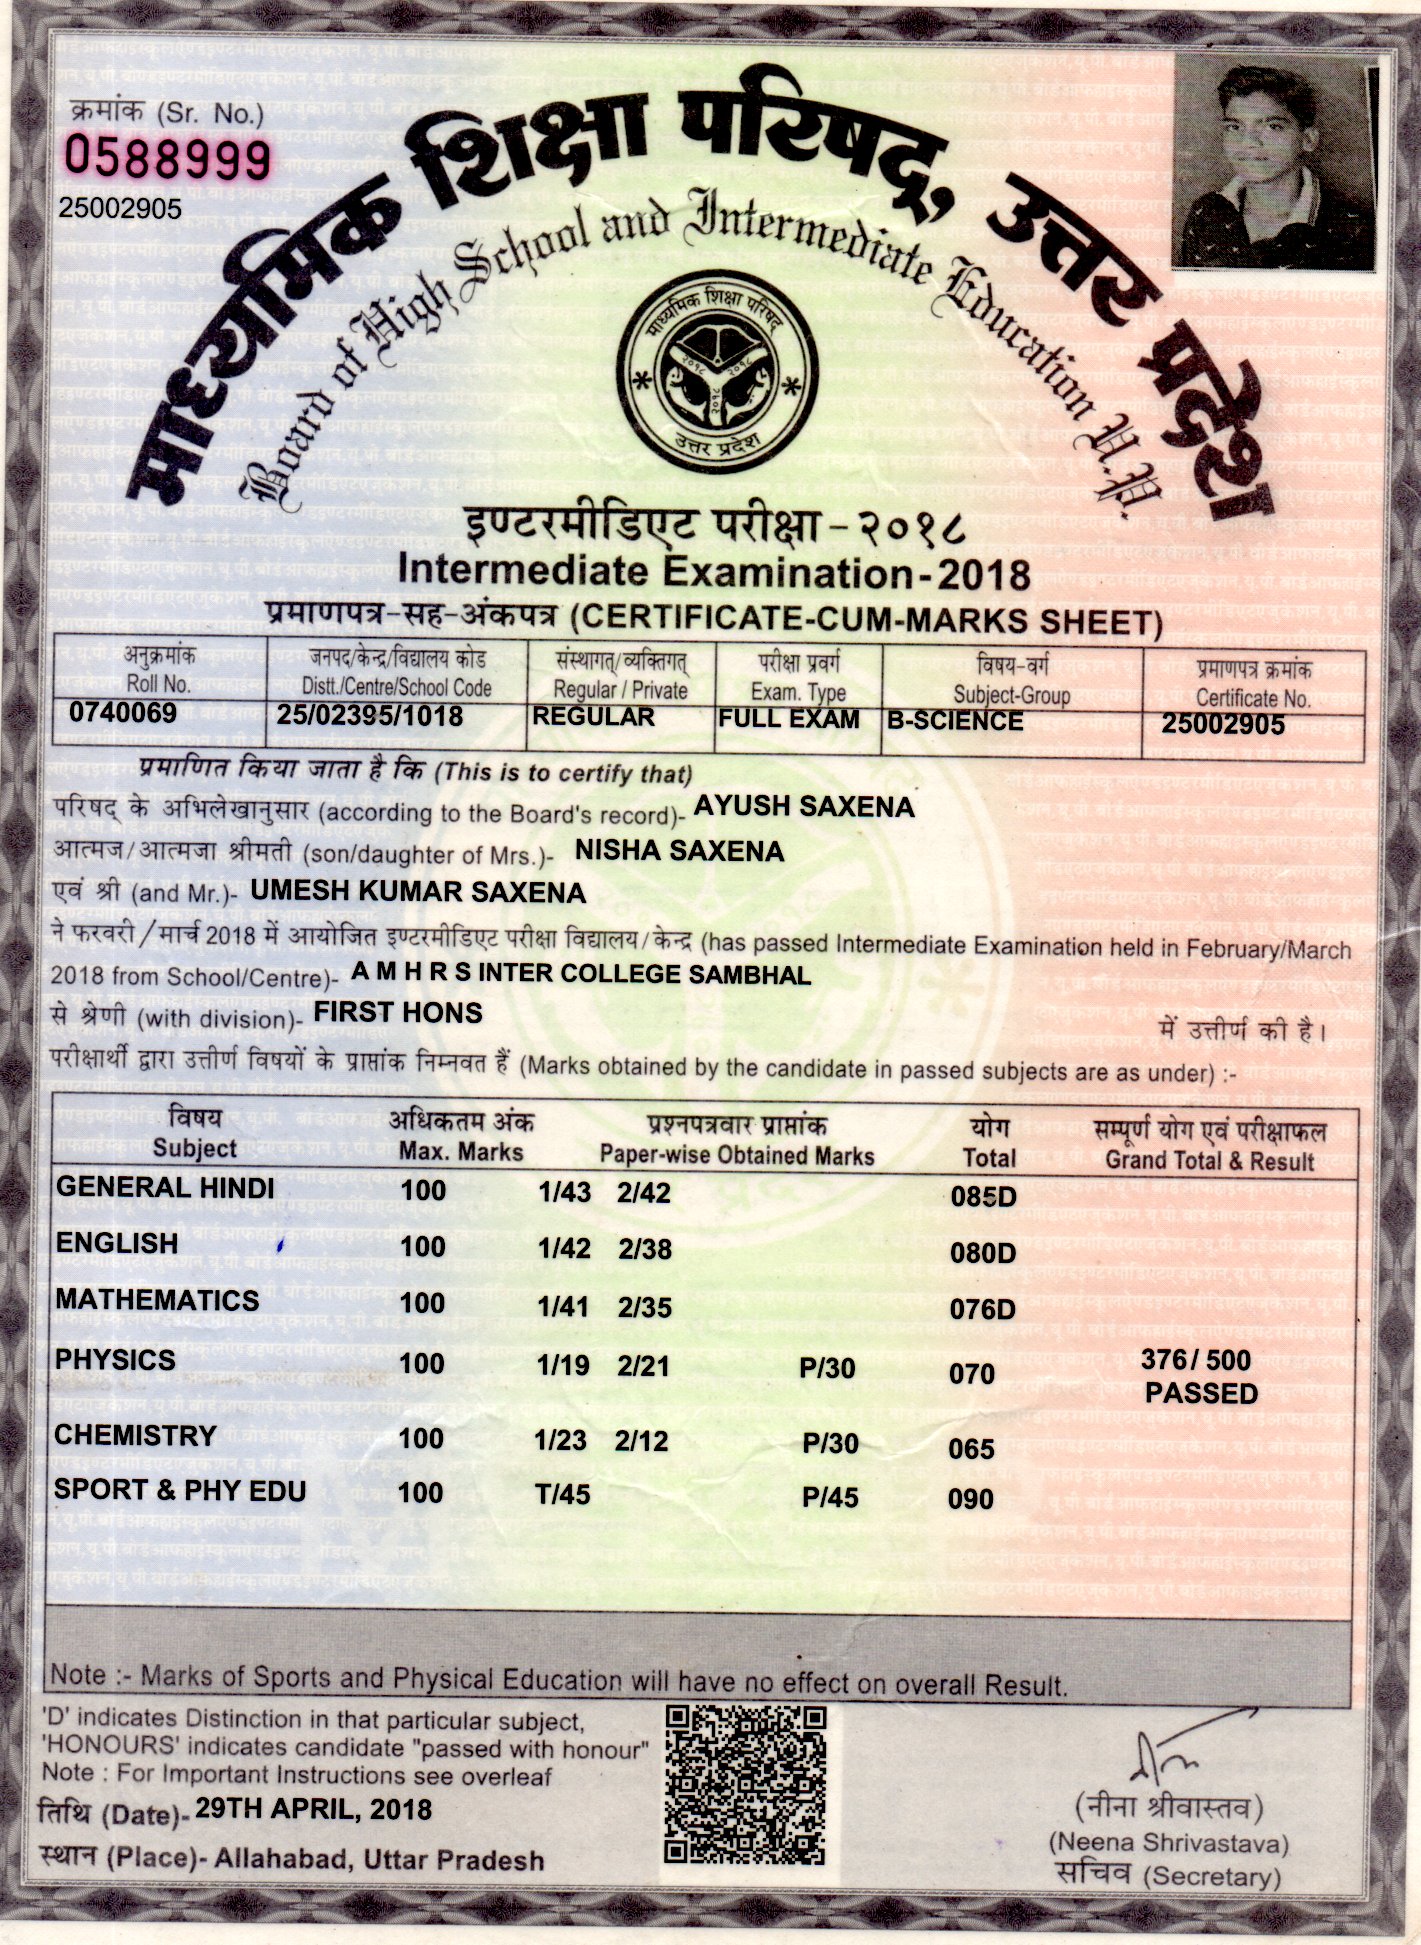 क्रमांक (Sr. No.)
0588999
25002905
माध्यमिक शिक्षा परिषद्, उत्तर प्रदेश
Board of High School and Intermediate Education U.P.
माध्यमिक शिक्षा परिषद्
२०१८ २०१८
२०१८
उत्तर प्रदेश
इण्टरमीडिएट परीक्षा - २०१८
Intermediate Examination - 2018
प्रमाणपत्र-सह-अंकपत्र (CERTIFICATE-CUM-MARKS SHEET)
अनुक्रमांक जनपद/केन्द्र/विद्यालय कोड संस्थागत्/व्यक्तिगत् परीक्षा प्रवर्ग विषय-वर्ग प्रमाणपत्र क्रमांक
Roll No. Distt./Centre/School Code Regular / Private Exam. Type Subject-Group Certificate No.
0740069 25/02395/1018 REGULAR FULL EXAM B-SCIENCE 25002905
प्रमाणित किया जाता है कि (This is to certify that)
परिषद् के अभिलेखानुसार (according to the Board's record)- AYUSH SAXENA
आत्मज/आत्मजा श्रीमती (son/daughter of Mrs.)- NISHA SAXENA
एवं श्री (and Mr.)- UMESH KUMAR SAXENA
ने फरवरी/मार्च 2018 में आयोजित इण्टरमीडिएट परीक्षा विद्यालय/केन्द्र (has passed Intermediate Examination held in February/March
2018 from School/Centre)- A M H R S INTER COLLEGE SAMBHAL
से श्रेणी (with division)- FIRST HONS में उत्तीर्ण की है।
परीक्षार्थी द्वारा उत्तीर्ण विषयों के प्राप्तांक निम्नवत हैं (Marks obtained by the candidate in passed subjects are as under) :-
विषय अधिकतम अंक प्रश्नपत्रवार प्राप्तांक योग सम्पूर्ण योग एवं परीक्षाफल
Subject Max. Marks Paper-wise Obtained Marks Total Grand Total & Result
GENERAL HINDI 100 1/43 2/42 085D
ENGLISH 100 1/42 2/38 080D
MATHEMATICS 100 1/41 2/35 076D
PHYSICS 100 1/19 2/21 P/30 070 376/ 500
PASSED
CHEMISTRY 100 1/23 2/12 P/30 065
SPORT & PHY EDU 100 T/45 P/45 090
Note :- Marks of Sports and Physical Education will have no effect on overall Result.
'D' indicates Distinction in that particular subject,
'HONOURS' indicates candidate "passed with honour"
Note : For Important Instructions see overleaf
तिथि (Date)- 29TH APRIL, 2018
स्थान (Place)- Allahabad, Uttar Pradesh
(नीना श्रीवास्तव)
(Neena Shrivastava)
सचिव (Secretary)